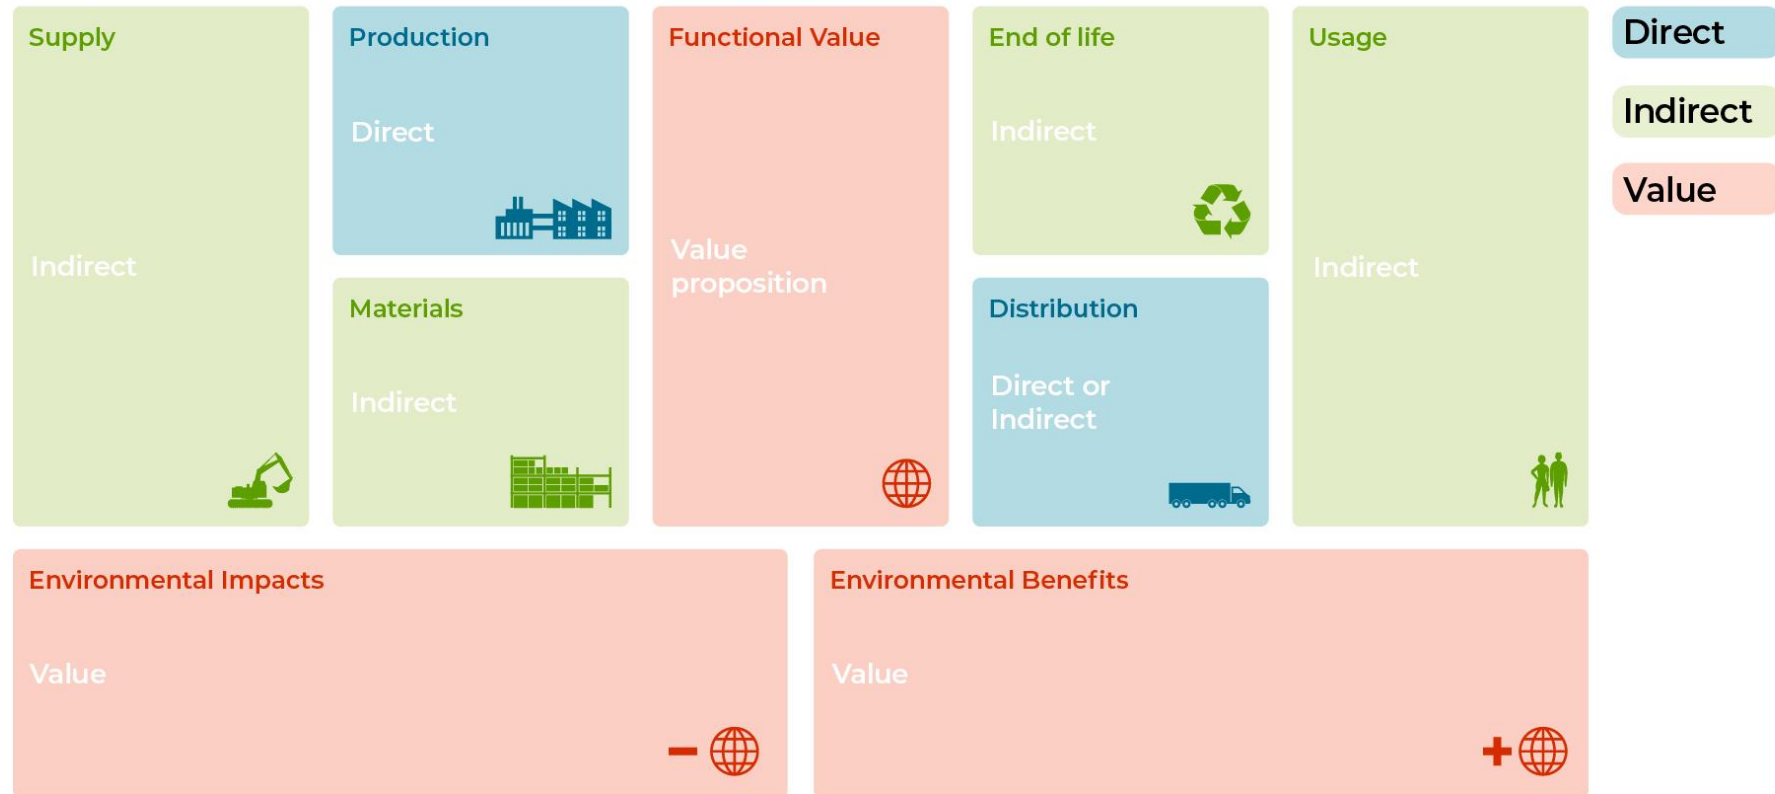 Supply
Indirect
Production
Direct
Materials
Indirect
Functional Value
Value
proposition
End of life
Indirect
Distribution
Direct or
Indirect
Usage
Indirect
Direct
Indirect
Value
Environmental Impacts
Value
Environmental Benefits
Value